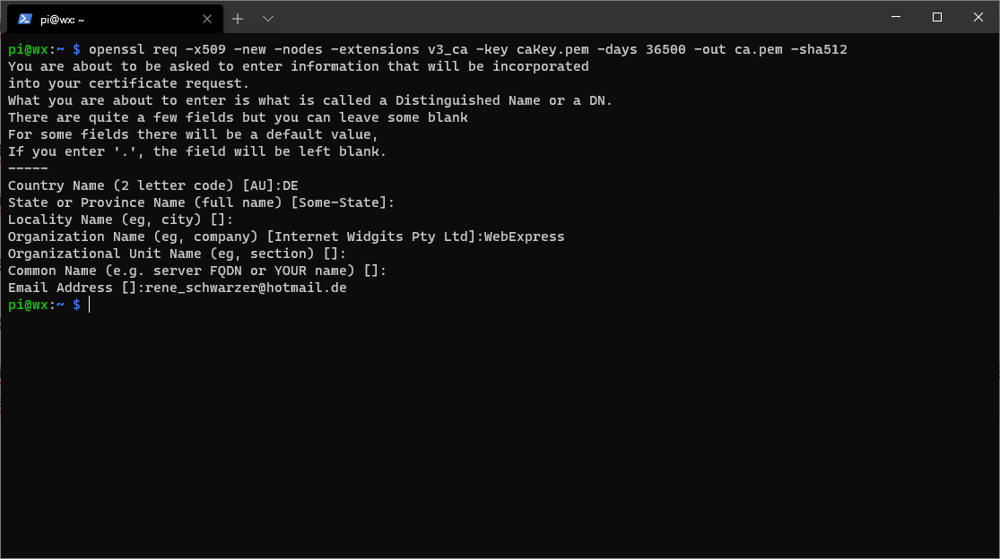 pi@wx: ~
pi@wx:~ $ openssl req -x509 -new -nodes -extensions v3_ca -key caKey.pem -days 36500 -out ca.pem -sha512
You are about to be asked to enter information that will be incorporated
into your certificate request.
What you are about to enter is what is called a Distinguished Name or a DN.
There are quite a few fields but you can leave some blank
For some fields there will be a default value,
If you enter '.', the field will be left blank.
-----
Country Name (2 letter code) [AU]:DE
State or Province Name (full name) [Some-State]:
Locality Name (eg, city) []:
Organization Name (eg, company) [Internet Widgits Pty Ltd]:WebExpress
Organizational Unit Name (eg, section) []:
Common Name (e.g. server FQDN or YOUR name) []:
Email Address []:rene_schwarzer@hotmail.de
pi@wx:~ $